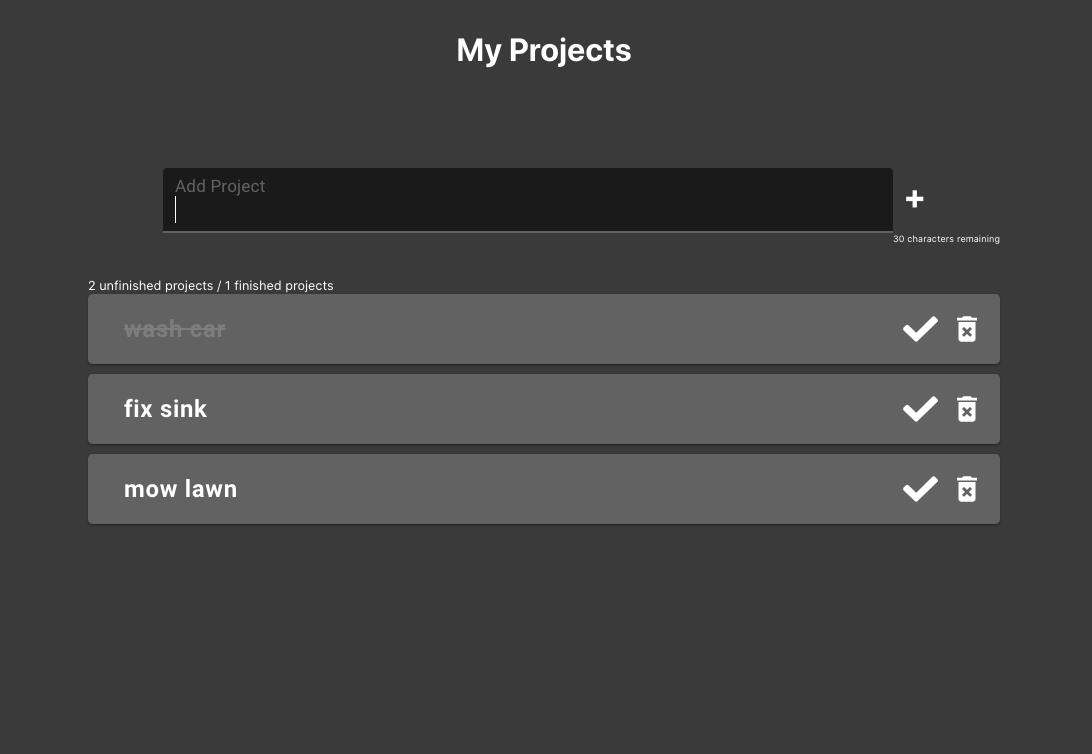 My Projects
Add Project
30 characters remaining
2 unfinished projects / 1 finished projects
wash car
fix sink
mow lawn